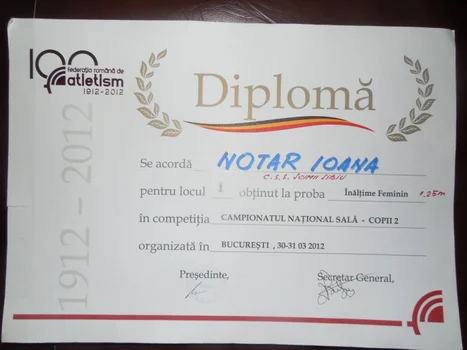 100
federația română de
atletism
1912-2012
1912 – 2012
Diplomă
Se acordă NOTAR IOANA
C.S.S.
pentru locul I obținut la proba Înălțime Feminin 1,25m
în competiția CAMPIONATUL NAȚIONAL SALĂ - COPII 2
organizată în BUCUREȘTI , 30-31 03 2012
Președinte, Secretar General,